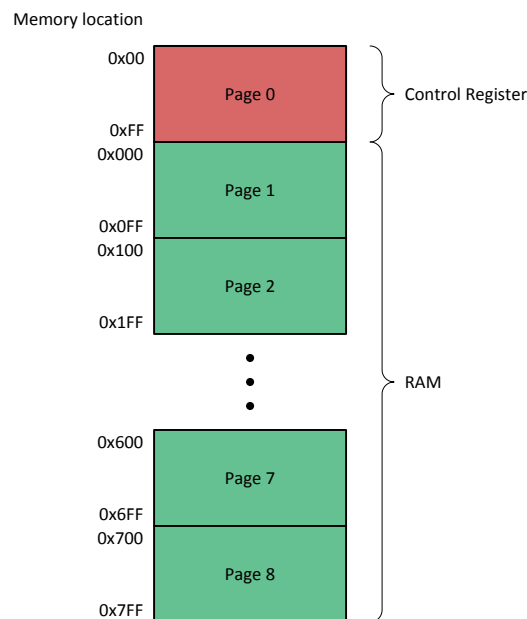 Memory location
0x00
Page 0
Control Register
0xFF
0x000
Page 1
0x0FF
0x100
Page 2
0x1FF
RAM
0x600
Page 7
0x6FF
0x700
Page 8
0x7FF